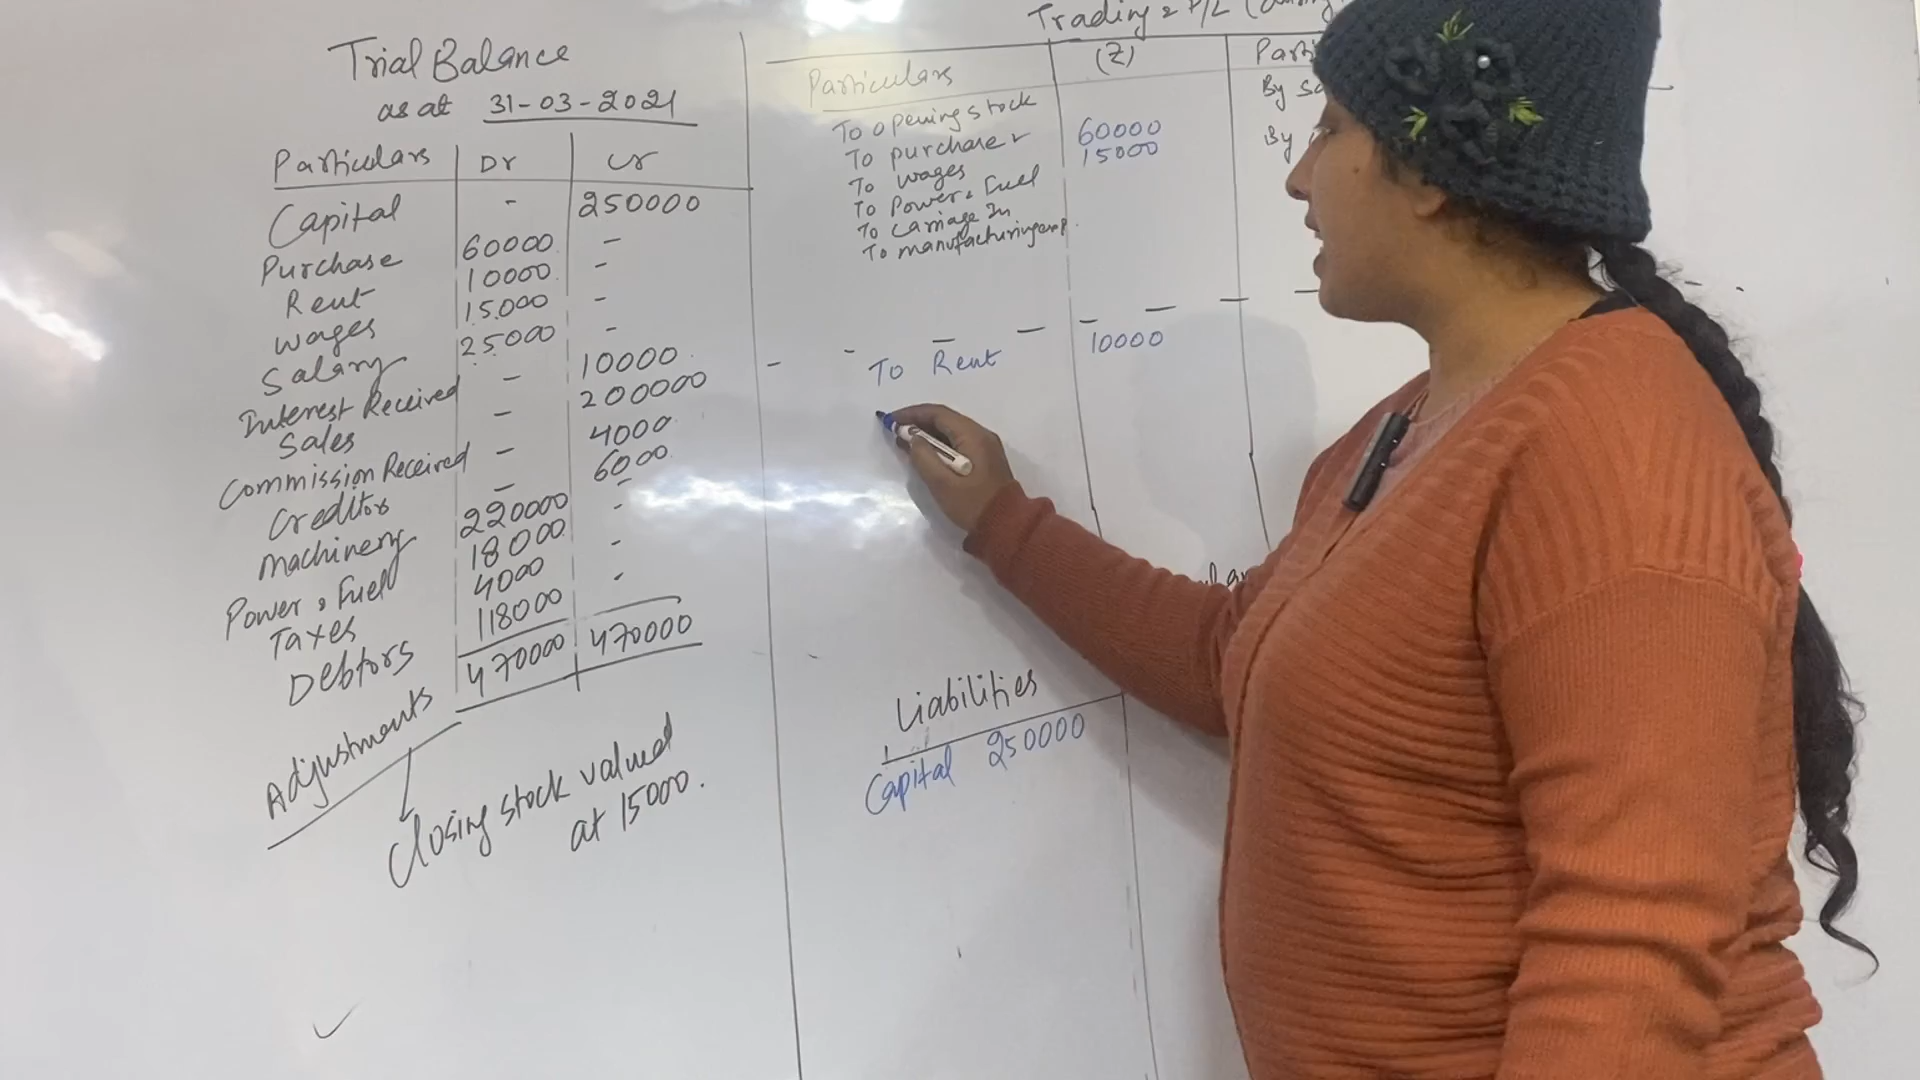 Trial Balance
as at 31-03-2021
Particulars Dr Cr
Capital - 250000
Purchase 60000 -
Rent 10000 -
Wages 15000 -
Salary 25000 -
Interest Received - 10000
Sales - 200000
Commission Received - 4000
Creditors - 6000
Machinery 220000 -
Power & Fuel 18000 -
Taxes 4000 -
Debtors 118000 -
470000 470000
Adjustments
Closing stock valued
at 15000.
Trading & P/L
Particulars (₹)
To opening stock
To purchase 60000
To wages 15000
To Power & Fuel
To carriage In
To manufacturing exp.
To Rent 10000
By
By
Liabilities
Capital 250000